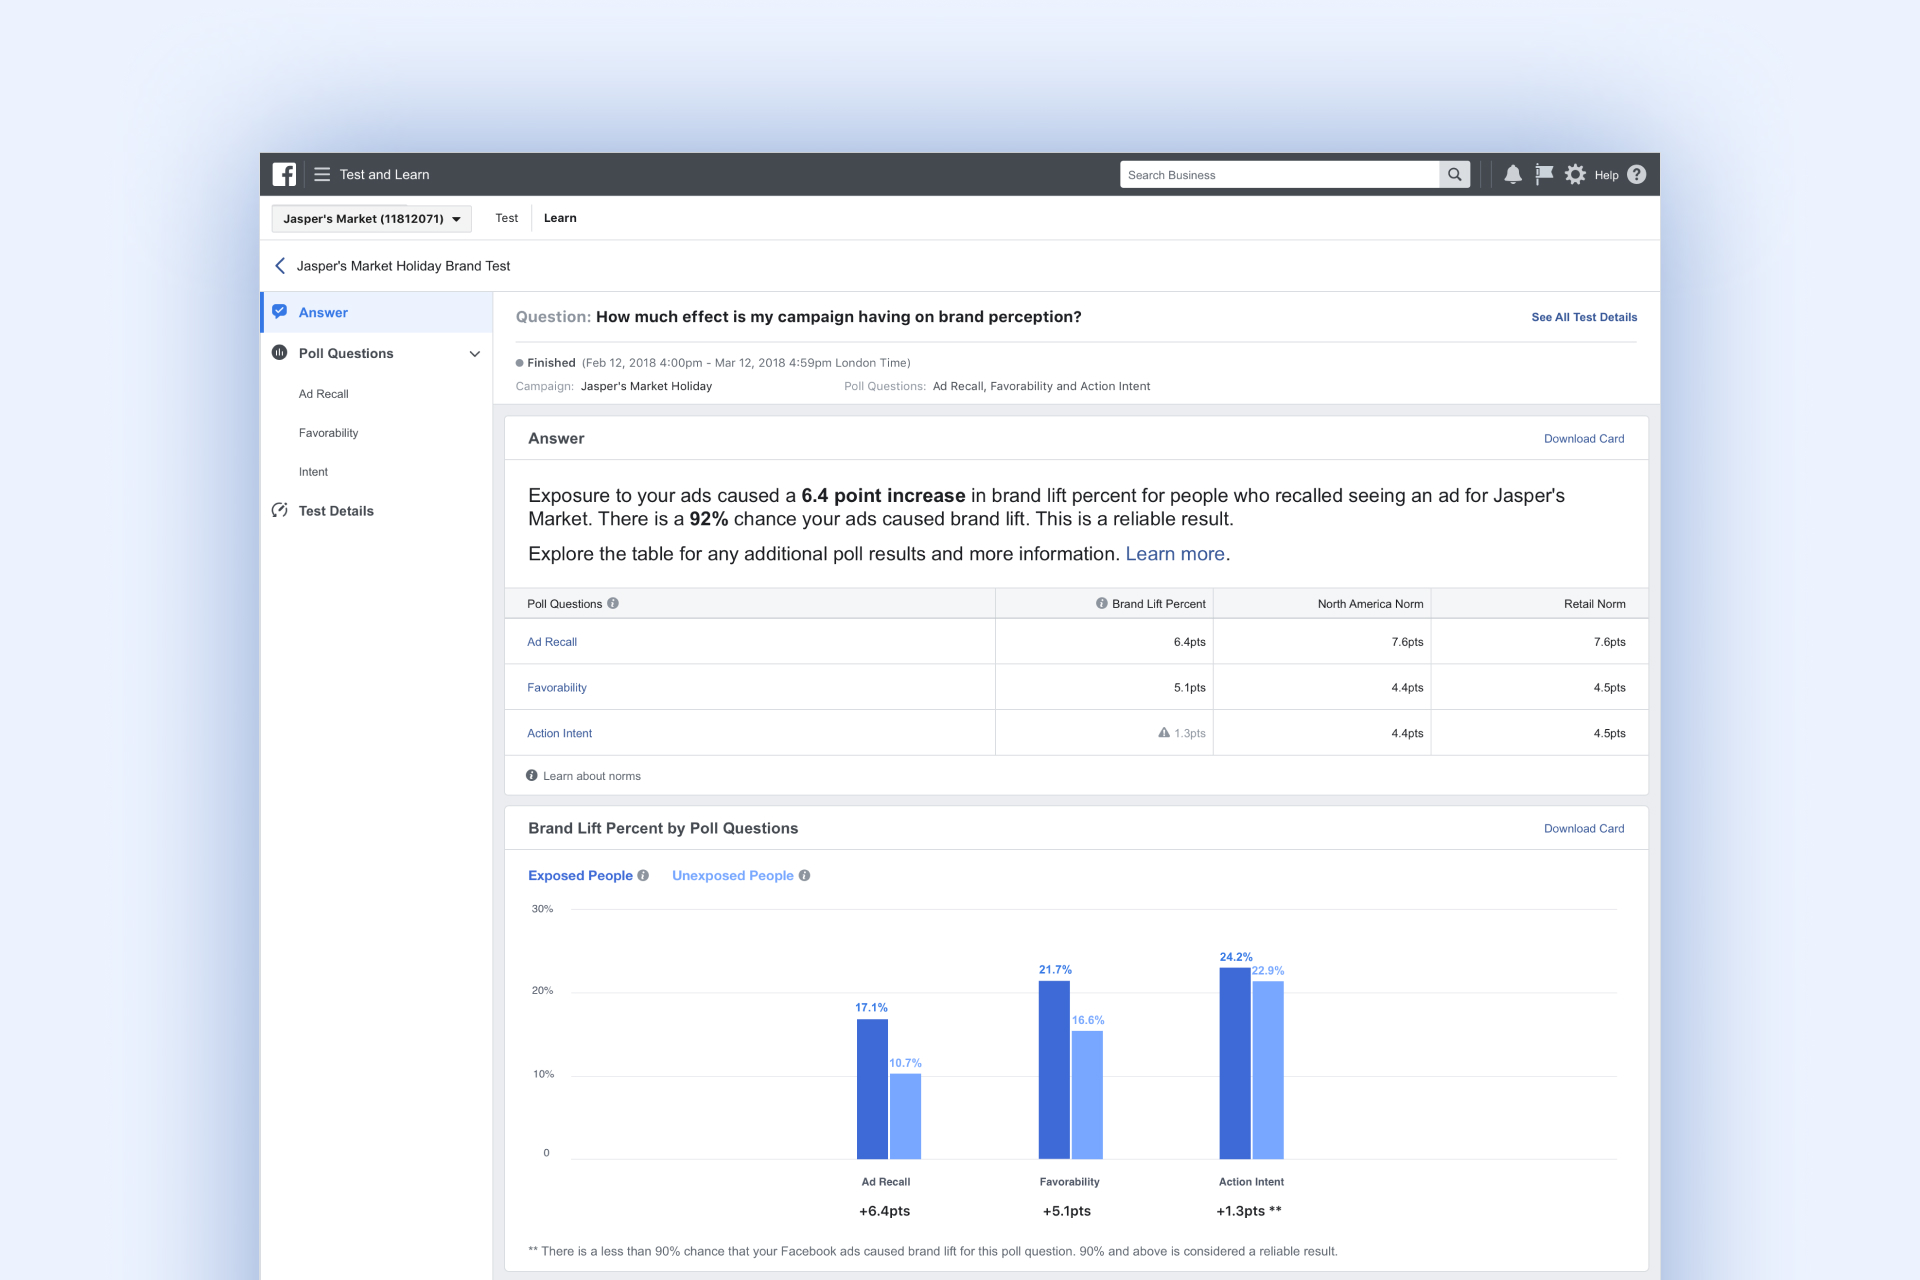 Test and Learn
Search Business
Help
Jasper's Market (11812071)
Test
Learn
Jasper's Market Holiday Brand Test
Answer
Poll Questions
Ad Recall
Favorability
Intent
Test Details
Question: How much effect is my campaign having on brand perception?
See All Test Details
Finished (Feb 12, 2018 4:00pm - Mar 12, 2018 4:59pm London Time)
Campaign: Jasper's Market Holiday
Poll Questions: Ad Recall, Favorability and Action Intent
Answer
Download Card
Exposure to your ads caused a 6.4 point increase in brand lift percent for people who recalled seeing an ad for Jasper's
Market. There is a 92% chance your ads caused brand lift. This is a reliable result.
Explore the table for any additional poll results and more information. Learn more.
Poll Questions Brand Lift Percent North America Norm Retail Norm
Ad Recall 6.4pts 7.6pts 7.6pts
Favorability 5.1pts 4.4pts 4.5pts
Action Intent 1.3pts 4.4pts 4.5pts
Learn about norms
Brand Lift Percent by Poll Questions
Download Card
Exposed People
Unexposed People
30%
20%
10%
0
17.1%
10.7%
21.7%
16.6%
24.2%
22.9%
Ad Recall
Favorability
Action Intent
+6.4pts
+5.1pts
+1.3pts **
** There is a less than 90% chance that your Facebook ads caused brand lift for this poll question. 90% and above is considered a reliable result.